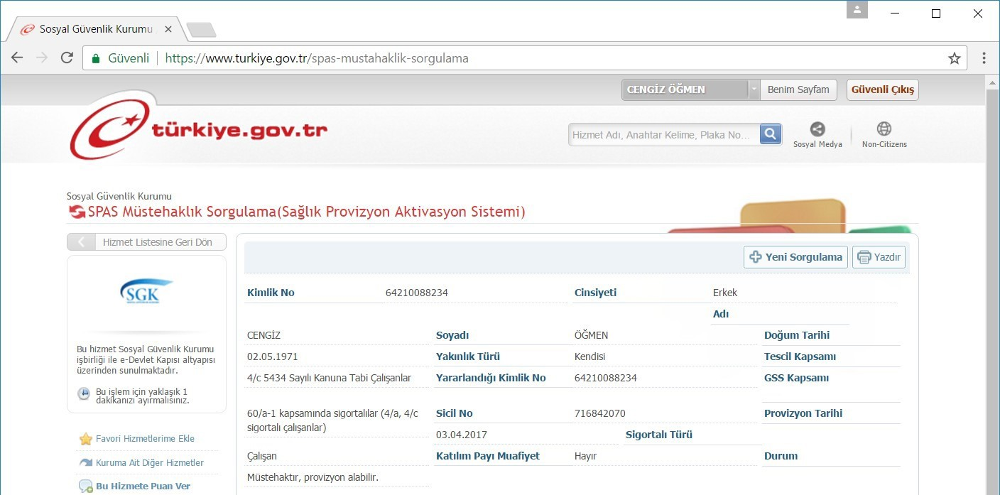 Sosyal Güvenlik Kurumu
Güvenli https://www.turkiye.gov.tr/spas-mustahaklik-sorgulama
CENGİZ ÖĞMEN Benim Sayfam Güvenli Çıkış
türkiye.gov.tr
Hizmet Adı, Anahtar Kelime, Plaka No...
Sosyal Medya Non-Citizens
Sosyal Güvenlik Kurumu
SPAS Müstehaklık Sorgulama(Sağlık Provizyon Aktivasyon Sistemi)
Hizmet Listesine Geri Dön
Yeni Sorgulama Yazdır
SGK
Bu hizmet Sosyal Güvenlik Kurumu
işbirliği ile e-Devlet Kapısı altyapısı
üzerinden sunulmaktadır.
Bu işlem için yaklaşık 1
dakikanızı ayırmalısınız.
Favori Hizmetlerime Ekle
Kuruma Ait Diğer Hizmetler
Bu Hizmete Puan Ver
Kimlik No 64210088234 Cinsiyeti Erkek
Adı
CENGİZ Soyadı ÖĞMEN Doğum Tarihi
02.05.1971 Yakınlık Türü Kendisi Tescil Kapsamı
4/c 5434 Sayılı Kanuna Tabi Çalışanlar Yararlandığı Kimlik No 64210088234 GSS Kapsamı
60/a-1 kapsamında sigortalılar (4/a, 4/c Sicil No 716842070 Provizyon Tarihi
sigortalı çalışanlar)
03.04.2017 Sigortalı Türü
Çalışan Katılım Payı Muafiyet Hayır Durum
Müstehaktır, provizyon alabilir.